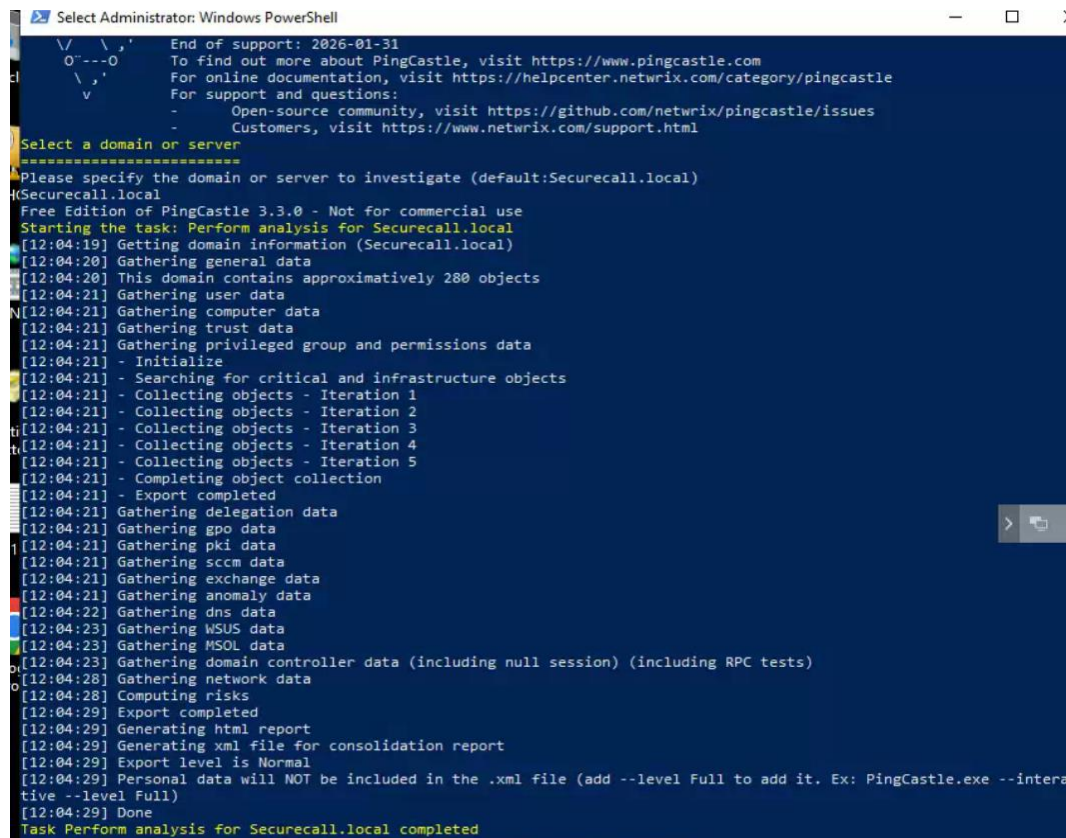 Select Administrator: Windows PowerShell
\/   \ ,'   End of support: 2026-01-31
O¨---O   To find out more about PingCastle, visit https://www.pingcastle.com
\ ,'   For online documentation, visit https://helpcenter.netwrix.com/category/pingcastle
v   For support and questions:
-   Open-source community, visit https://github.com/netwrix/pingcastle/issues
-   Customers, visit https://www.netwrix.com/support.html
Select a domain or server
=========================
Please specify the domain or server to investigate (default:Securecall.local)
Securecall.local
Free Edition of PingCastle 3.3.0 - Not for commercial use
Starting the task: Perform analysis for Securecall.local
[12:04:19] Getting domain information (Securecall.local)
[12:04:20] Gathering general data
[12:04:20] This domain contains approximatively 280 objects
[12:04:21] Gathering user data
[12:04:21] Gathering computer data
[12:04:21] Gathering trust data
[12:04:21] Gathering privileged group and permissions data
[12:04:21] - Initialize
[12:04:21] - Searching for critical and infrastructure objects
[12:04:21] - Collecting objects - Iteration 1
[12:04:21] - Collecting objects - Iteration 2
[12:04:21] - Collecting objects - Iteration 3
[12:04:21] - Collecting objects - Iteration 4
[12:04:21] - Collecting objects - Iteration 5
[12:04:21] - Completing object collection
[12:04:21] - Export completed
[12:04:21] Gathering delegation data
[12:04:21] Gathering gpo data
[12:04:21] Gathering pki data
[12:04:21] Gathering sccm data
[12:04:21] Gathering exchange data
[12:04:21] Gathering anomaly data
[12:04:22] Gathering dns data
[12:04:23] Gathering WSUS data
[12:04:23] Gathering MSOL data
[12:04:23] Gathering domain controller data (including null session) (including RPC tests)
[12:04:28] Gathering network data
[12:04:28] Computing risks
[12:04:29] Export completed
[12:04:29] Generating html report
[12:04:29] Generating xml file for consolidation report
[12:04:29] Export level is Normal
[12:04:29] Personal data will NOT be included in the .xml file (add --level Full to add it. Ex: PingCastle.exe --intera
tive --level Full)
[12:04:29] Done
Task Perform analysis for Securecall.local completed